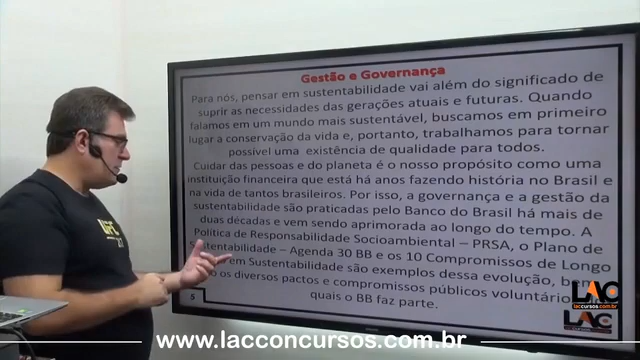 Gestão e Governança
Para nós, pensar em sustentabilidade vai além do significado de
suprir as necessidades das gerações atuais e futuras. Quando
falamos em um mundo mais sustentável, buscamos em primeiro
lugar a conservação da vida e, portanto, trabalhamos para tornar
possível uma existência de qualidade para todos.
Cuidar das pessoas e do planeta é o nosso propósito como uma
instituição financeira que está há anos fazendo história no Brasil e
na vida de tantos brasileiros. Por isso, a governança e a gestão da
sustentabilidade são praticadas pelo Banco do Brasil há mais de
duas décadas e vem sendo aprimorada ao longo do tempo. A
Política de Responsabilidade Socioambiental – PRSA, o Plano de
Sustentabilidade – Agenda 30 BB e os 10 Compromissos de Longo
em Sustentabilidade são exemplos dessa evolução,
os diversos pactos e compromissos públicos voluntários
quais o BB faz parte.
5
UFC
LAC
laccursos.com.br
LAC
www.lacconcursos.com.br